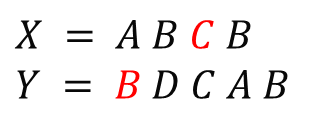 X = A B C B
Y = B D C A B